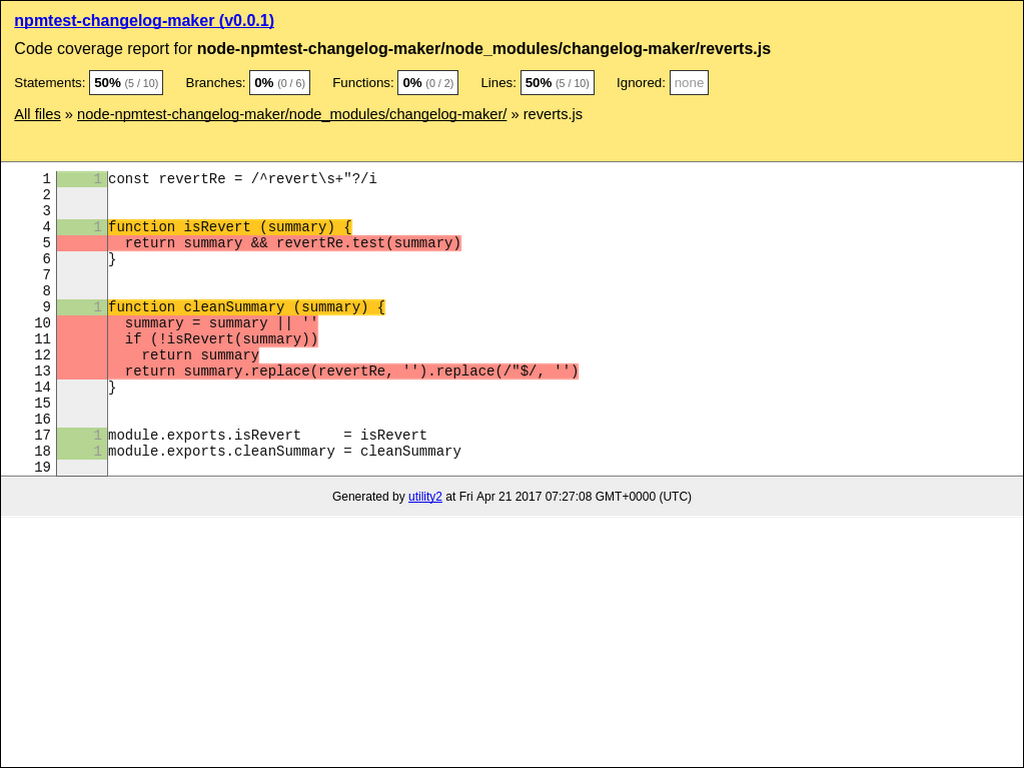 npmtest-changelog-maker (v0.0.1)
Code coverage report for node-npmtest-changelog-maker/node_modules/changelog-maker/reverts.js
Statements: 50% (5 / 10) Branches: 0% (0 / 6) Functions: 0% (0 / 2) Lines: 50% (5 / 10) Ignored: none
All files » node-npmtest-changelog-maker/node_modules/changelog-maker/ » reverts.js
1 1 const revertRe = /^revert\s+"?/i
2
3
4 1 function isRevert (summary) {
5   return summary && revertRe.test(summary)
6 }
7
8
9 1 function cleanSummary (summary) {
10   summary = summary || ''
11   if (!isRevert(summary))
12     return summary
13   return summary.replace(revertRe, '').replace(/"$/, '')
14 }
15
16
17 1 module.exports.isRevert     = isRevert
18 1 module.exports.cleanSummary = cleanSummary
19
Generated by utility2 at Fri Apr 21 2017 07:27:08 GMT+0000 (UTC)